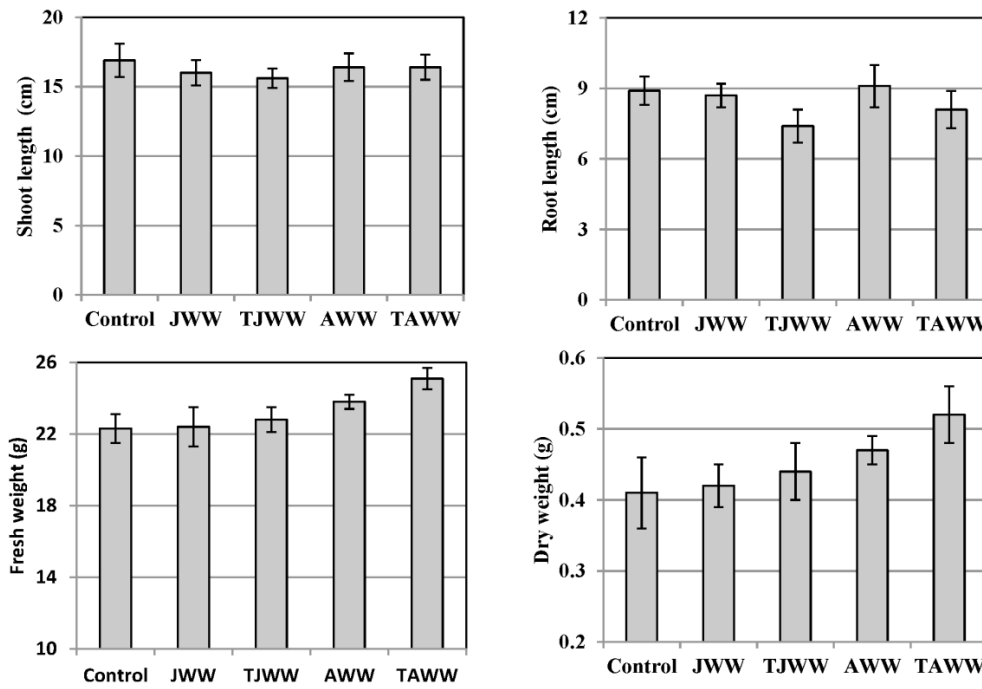 Shoot length (cm)
20
15
10
5
0
Control JWW TJWW AWW TAWW
Root length (cm)
12
9
6
3
0
Control JWW TJWW AWW TAWW
Fresh weight (g)
26
22
18
14
10
Control JWW TJWW AWW TAWW
Dry weight (g)
0.6
0.5
0.4
0.3
0.2
Control JWW TJWW AWW TAWW